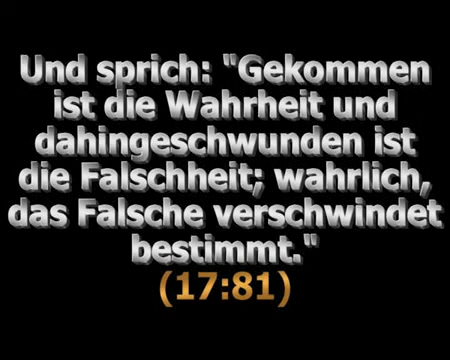 Und sprich: "Gekommen
ist die Wahrheit und
dahingeschwunden ist
die Falschheit; wahrlich,
das Falsche verschwindet
bestimmt."
(17:81)